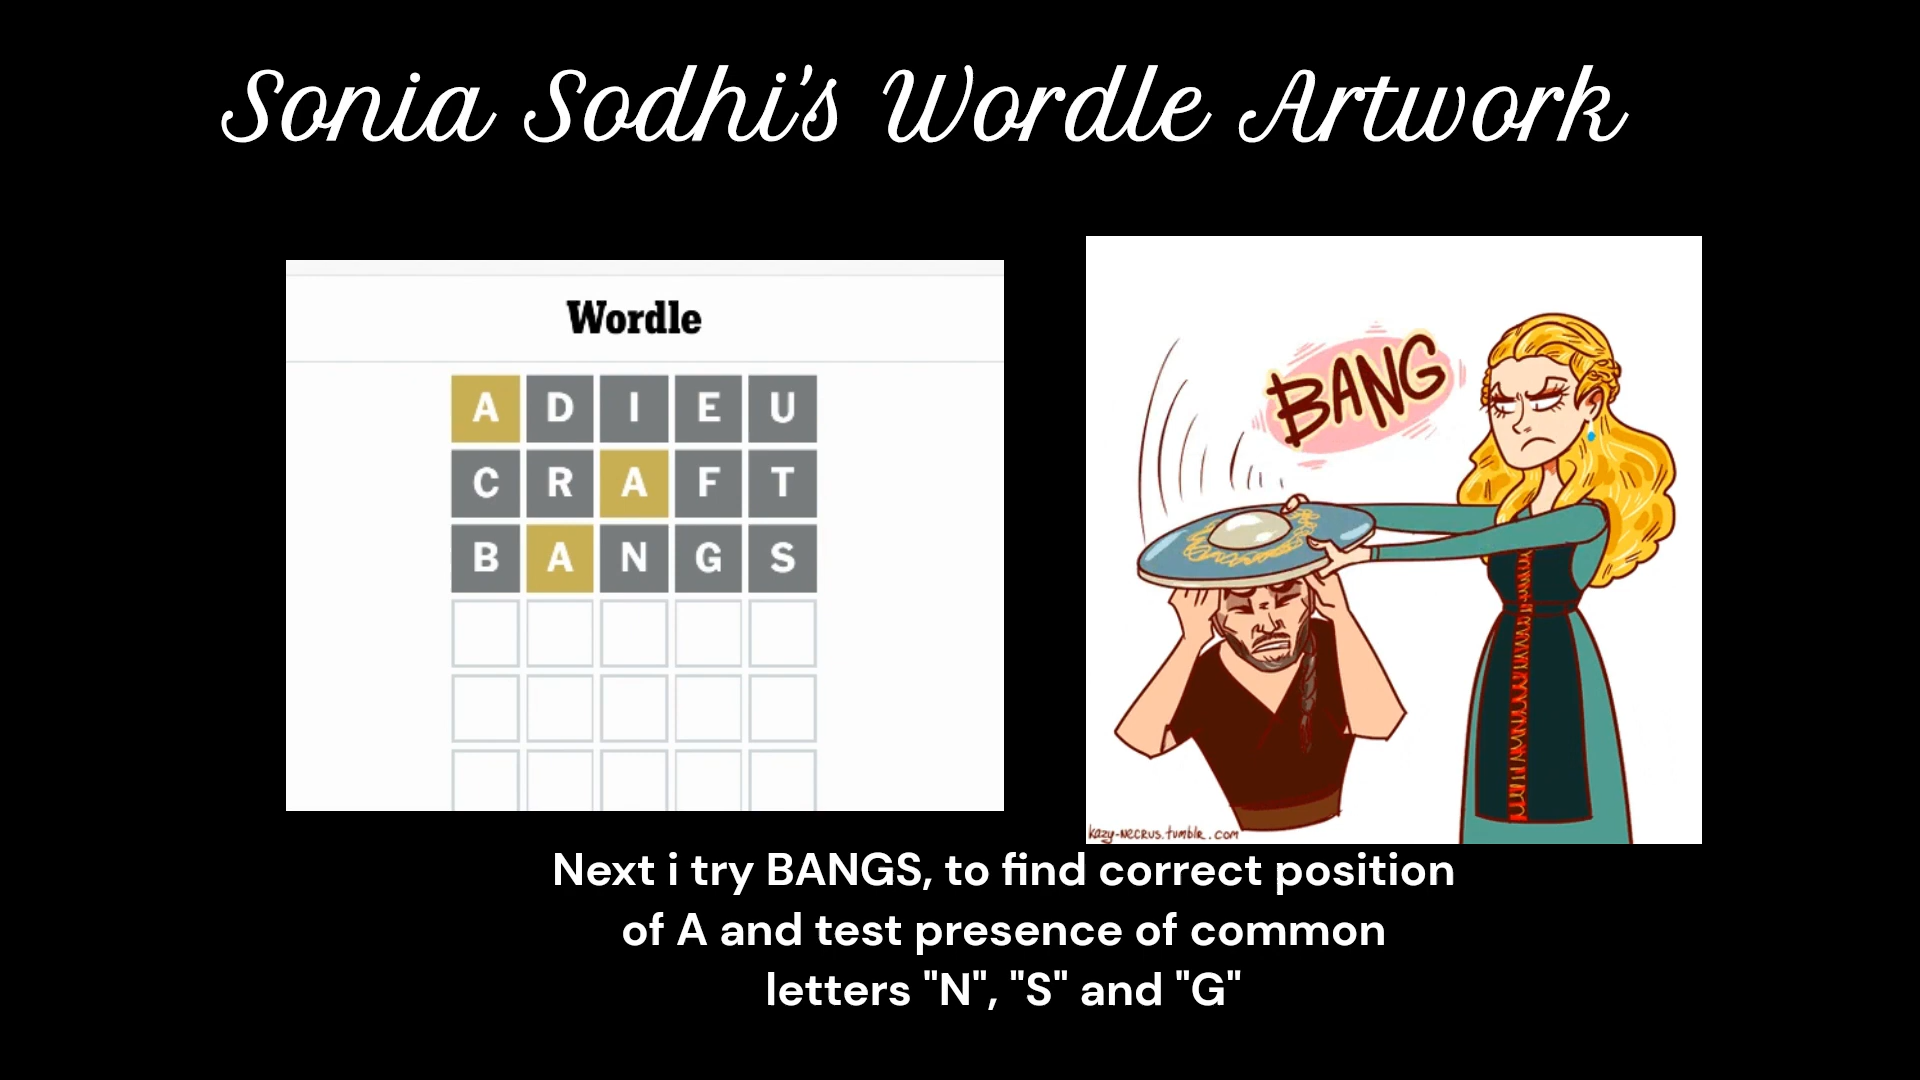 Sonia Sodhi's Wordle Artwork
Wordle
A D I E U
C R A F T
B A N G S
BANG
kazy-necrus.tumblr.com
Next i try BANGS, to find correct position
of A and test presence of common
letters "N", "S" and "G"